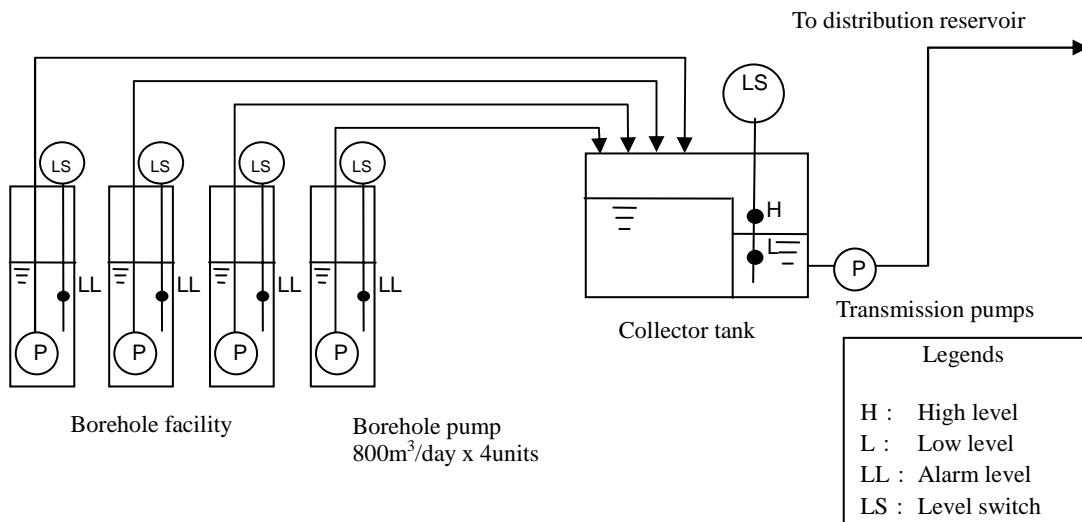 To distribution reservoir
LS
LS
LS
LS
LS
H
L
LL
LL
LL
LL
P
P
P
P
P
Transmission pumps
Collector tank
Borehole facility
Borehole pump
800m³/day x 4units
Legends
H : High level
L : Low level
LL : Alarm level
LS : Level switch